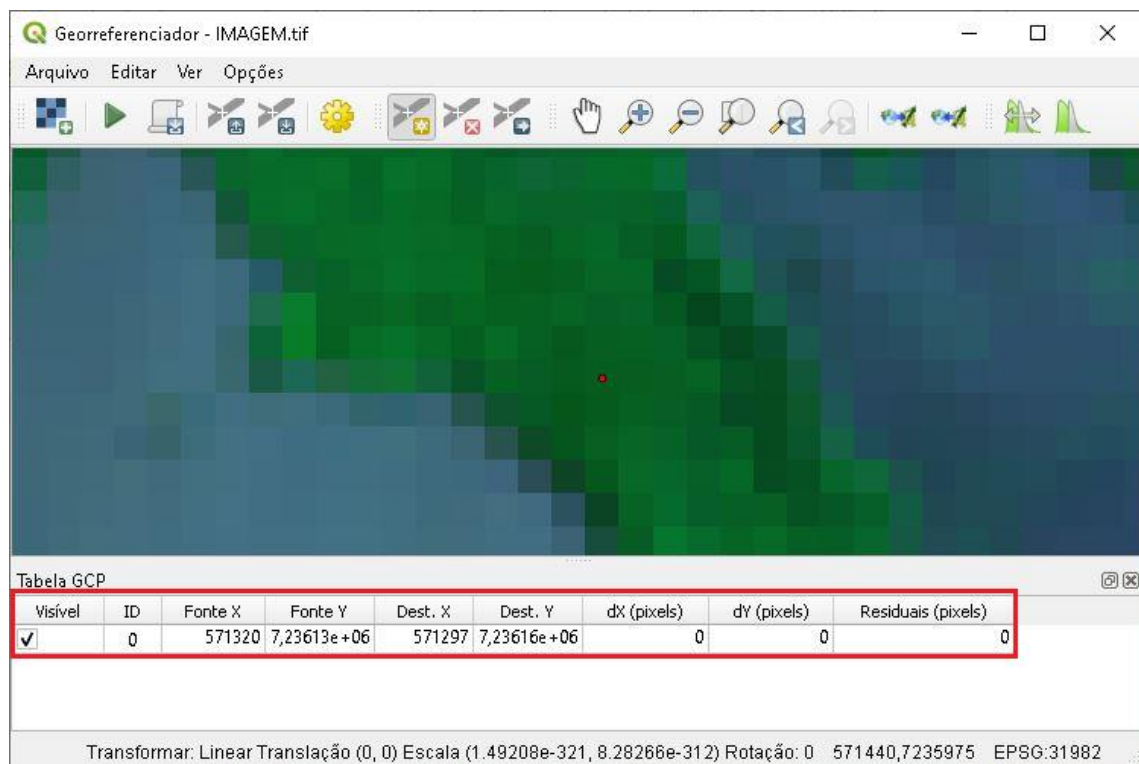 Georreferenciador - IMAGEM.tif
Arquivo Editar Ver Opções
Tabela GCP
Visível ID Fonte X Fonte Y Dest. X Dest. Y dX (pixels) dY (pixels) Residuais (pixels)
0 571320 7,23613e+06 571297 7,23616e+06 0 0 0
Transformar: Linear Translação (0, 0) Escala (1.49208e-321, 8.28266e-312) Rotação: 0 571440,7235975 EPSG:31982